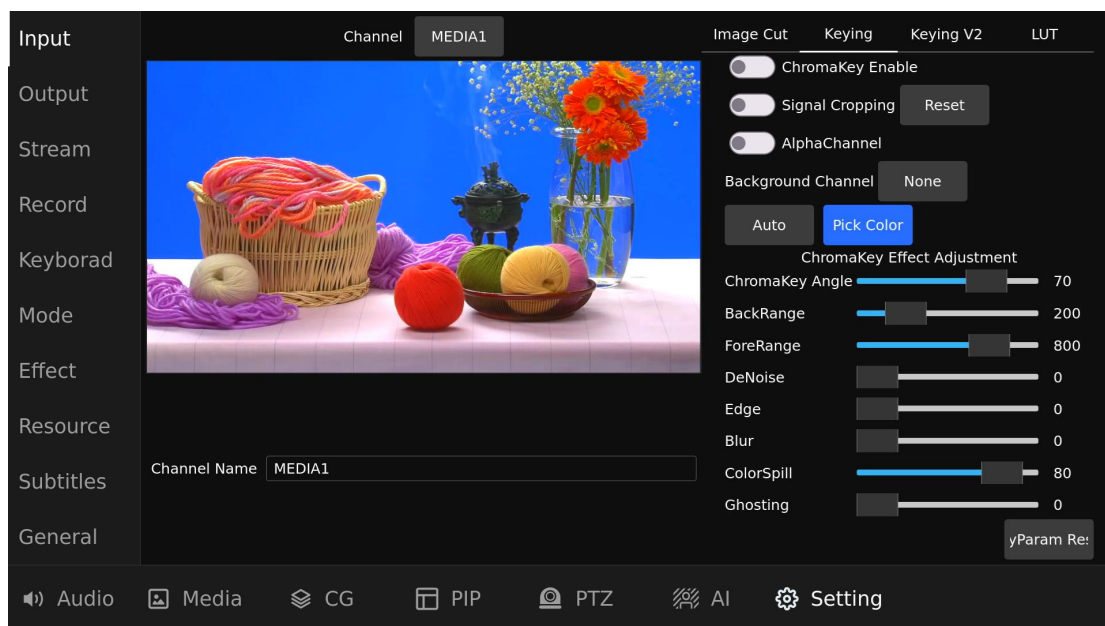 Input
Output
Stream
Record
Keyborad
Mode
Effect
Resource
Subtitles
General
Channel MEDIA1
Channel Name MEDIA1
Image Cut Keying Keying V2 LUT
ChromaKey Enable
Signal Cropping Reset
AlphaChannel
Background Channel None
Auto Pick Color
ChromaKey Effect Adjustment
ChromaKey Angle 70
BackRange 200
ForeRange 800
DeNoise 0
Edge 0
Blur 0
ColorSpill 80
Ghosting 0
yParam Res
Audio Media CG PIP PTZ AI Setting